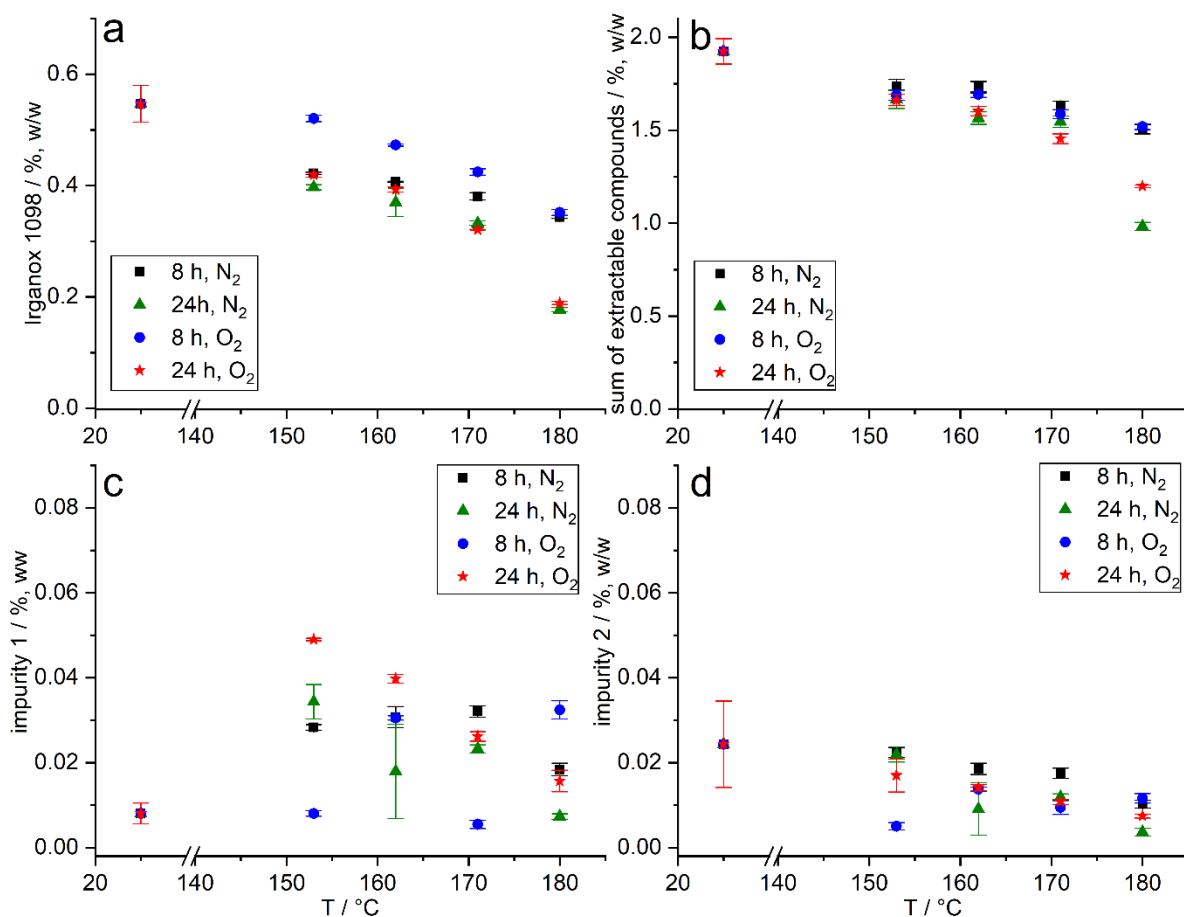 a
Irganox 1098 / %, w/w
0.6
0.4
0.2
0.0
8 h, N₂
24h, N₂
8 h, O₂
24 h, O₂
20 140 150 160 170 180
b
sum of extractable compounds / %, w/w
2.0
1.5
1.0
0.5
0.0
8 h, N₂
24 h, N₂
8 h, O₂
24 h, O₂
20 140 150 160 170 180
c
impurity 1 / %, ww
0.08
0.06
0.04
0.02
0.00
8 h, N₂
24 h, N₂
8 h, O₂
24 h, O₂
20 140 150 160 170 180
T / °C
d
impurity 2 / %, w/w
0.08
0.06
0.04
0.02
0.00
8 h, N₂
24 h, N₂
8 h, O₂
24 h, O₂
20 140 150 160 170 180
T / °C